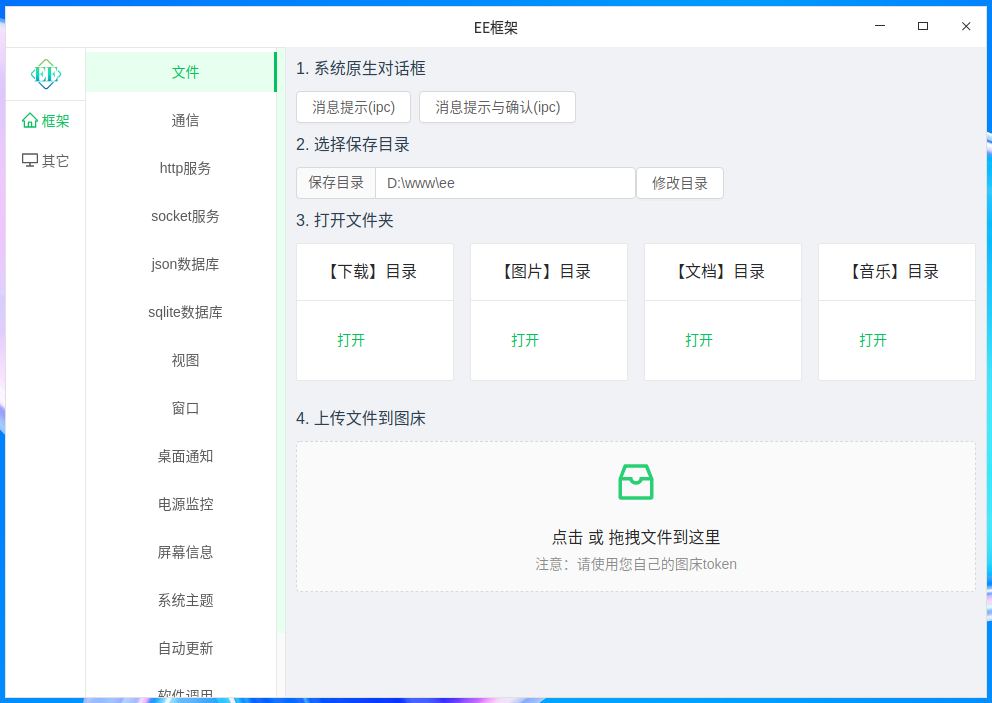 EE框架
EE
框架
其它
文件
通信
http服务
socket服务
json数据库
sqlite数据库
视图
窗口
桌面通知
电源监控
屏幕信息
系统主题
自动更新
软件调用
1. 系统原生对话框
消息提示(ipc) 消息提示与确认(ipc)
2. 选择保存目录
保存目录 D:\www\ee 修改目录
3. 打开文件夹
【下载】目录 【图片】目录 【文档】目录 【音乐】目录
打开 打开 打开 打开
4. 上传文件到图床
点击 或 拖拽文件到这里
注意：请使用您自己的图床token